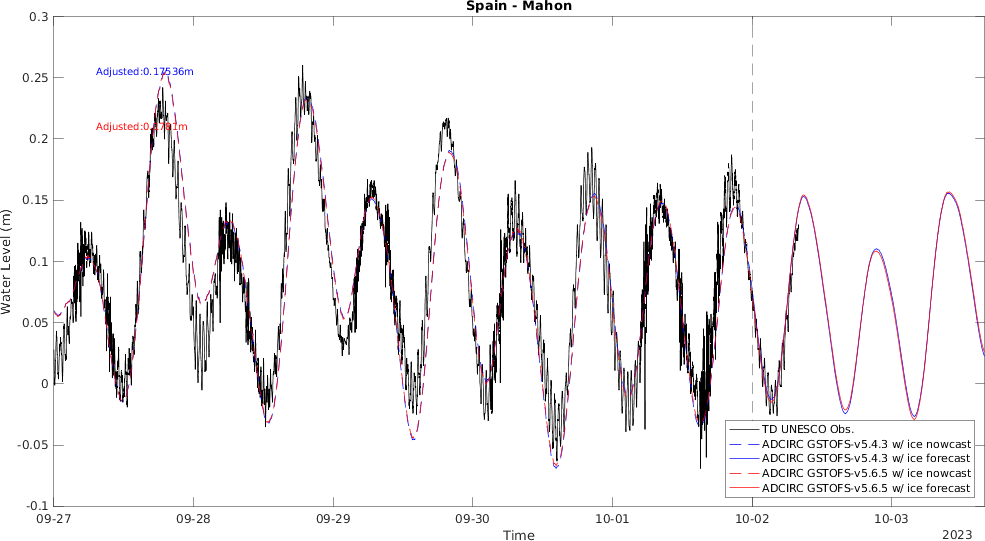 Spain - Mahon
0.3
0.25
0.2
0.15
0.1
0.05
0
-0.05
-0.1
Water Level (m)
Adjusted:0.17536m
TD UNESCO Obs.
ADCIRC GSTOFS-v5.4.3 w/ ice nowcast
ADCIRC GSTOFS-v5.4.3 w/ ice forecast
ADCIRC GSTOFS-v5.6.5 w/ ice nowcast
ADCIRC GSTOFS-v5.6.5 w/ ice forecast
09-27
09-28
09-29
09-30
10-01
10-02
10-03
Time
2023